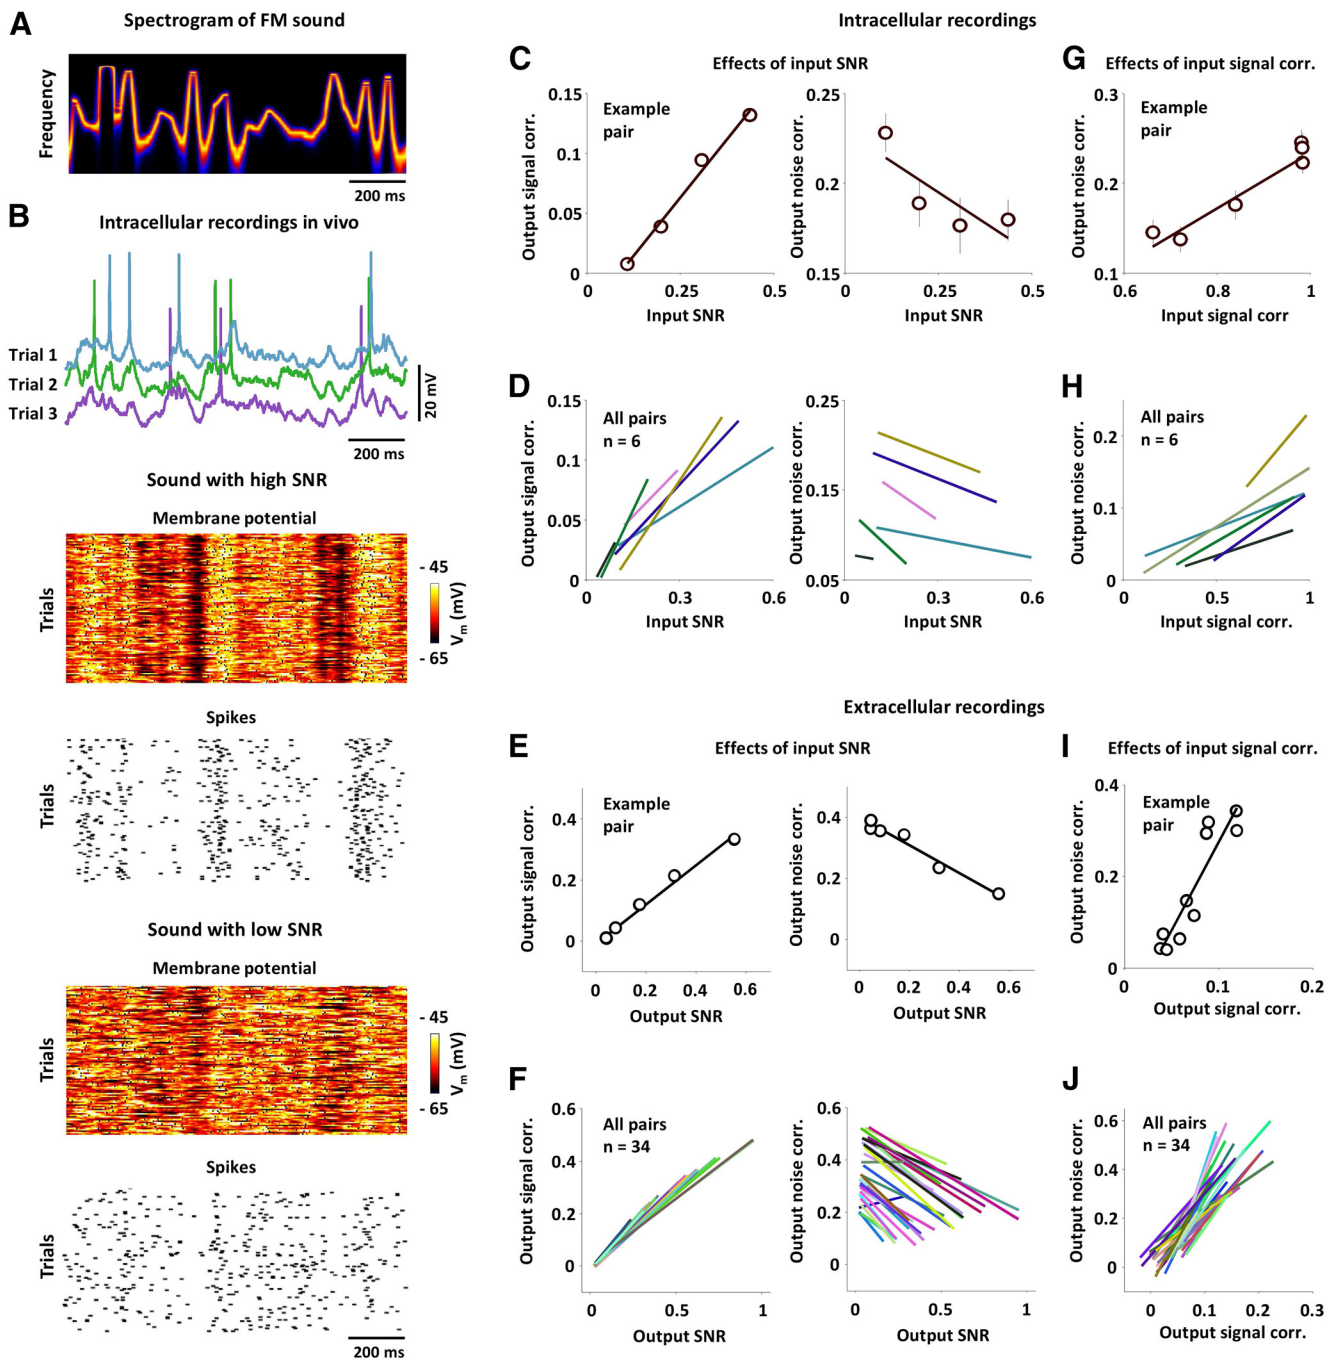 A
Spectrogram of FM sound
Frequency
200 ms
B
Intracellular recordings in vivo
Trial 1
Trial 2
Trial 3
20 mV
200 ms
Sound with high SNR
Membrane potential
Trials
- 45
Vm (mV)
- 65
Spikes
Trials
Sound with low SNR
Membrane potential
Trials
- 45
Vm (mV)
- 65
Spikes
Trials
200 ms
Intracellular recordings
C
Effects of input SNR
Example
pair
Output signal corr.
0.15
0.1
0.05
0
0
0.25
0.5
Input SNR
Output noise corr.
0.25
0.2
0.15
0
0.25
0.5
Input SNR
G
Effects of input signal corr.
Example
pair
Output noise corr.
0.3
0.2
0.1
0.6
0.8
1
Input signal corr
D
All pairs
n = 6
Output signal corr.
0.15
0.1
0.05
0
0
0.3
0.6
Input SNR
Output noise corr.
0.25
0.15
0.05
0
0.3
0.6
Input SNR
H
All pairs
n = 6
Output noise corr.
0.2
0.1
0
0
0.5
1
Input signal corr.
Extracellular recordings
E
Effects of input SNR
Example
pair
Output signal corr.
0.4
0.2
0
0
0.2
0.4
0.6
Output SNR
Output noise corr.
0.4
0.2
0
0
0.2
0.4
0.6
Output SNR
I
Effects of input signal corr.
Example
pair
Output noise corr.
0.4
0.2
0
0
0.1
0.2
Output signal corr.
F
All pairs
n = 34
Output signal corr.
0.6
0.4
0.2
0
0
0.5
1
Output SNR
Output noise corr.
0.6
0.4
0.2
0
0
0.5
1
Output SNR
J
All pairs
n = 34
Output noise corr.
0.6
0.4
0.2
0
0
0.1
0.2
0.3
Output signal corr.